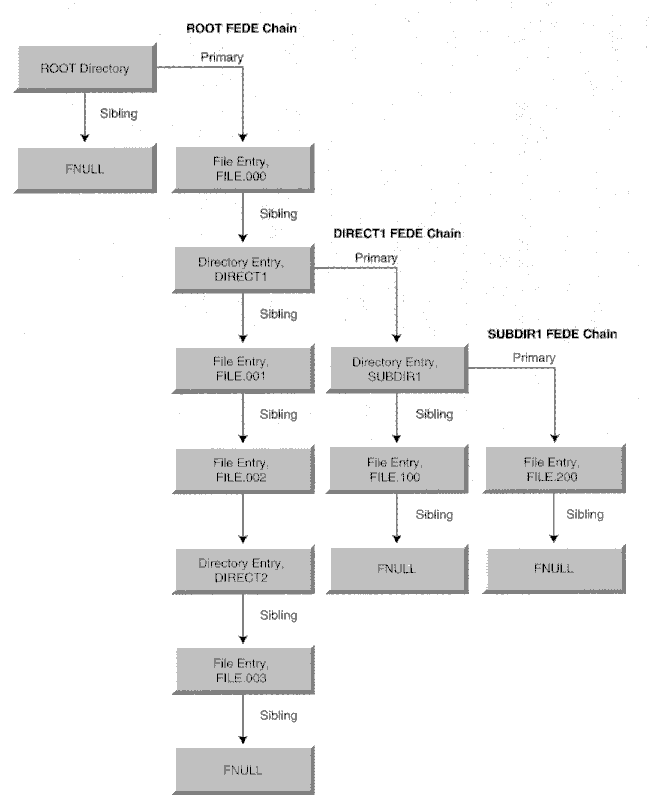 ROOT FEDE Chain
Primary
ROOT Directory
Sibling
FNULL
File Entry,
FILE.000
Sibling
DIRECT1 FEDE Chain
Primary
Directory Entry,
DIRECT1
Sibling
SUBDIR1 FEDE Chain
Primary
File Entry,
FILE.001
Directory Entry,
SUBDIR1
Sibling
Sibling
File Entry,
FILE.002
File Entry,
FILE.100
File Entry,
FILE.200
Sibling
Sibling
Directory Entry,
DIRECT2
FNULL
FNULL
Sibling
File Entry,
FILE.003
Sibling
FNULL